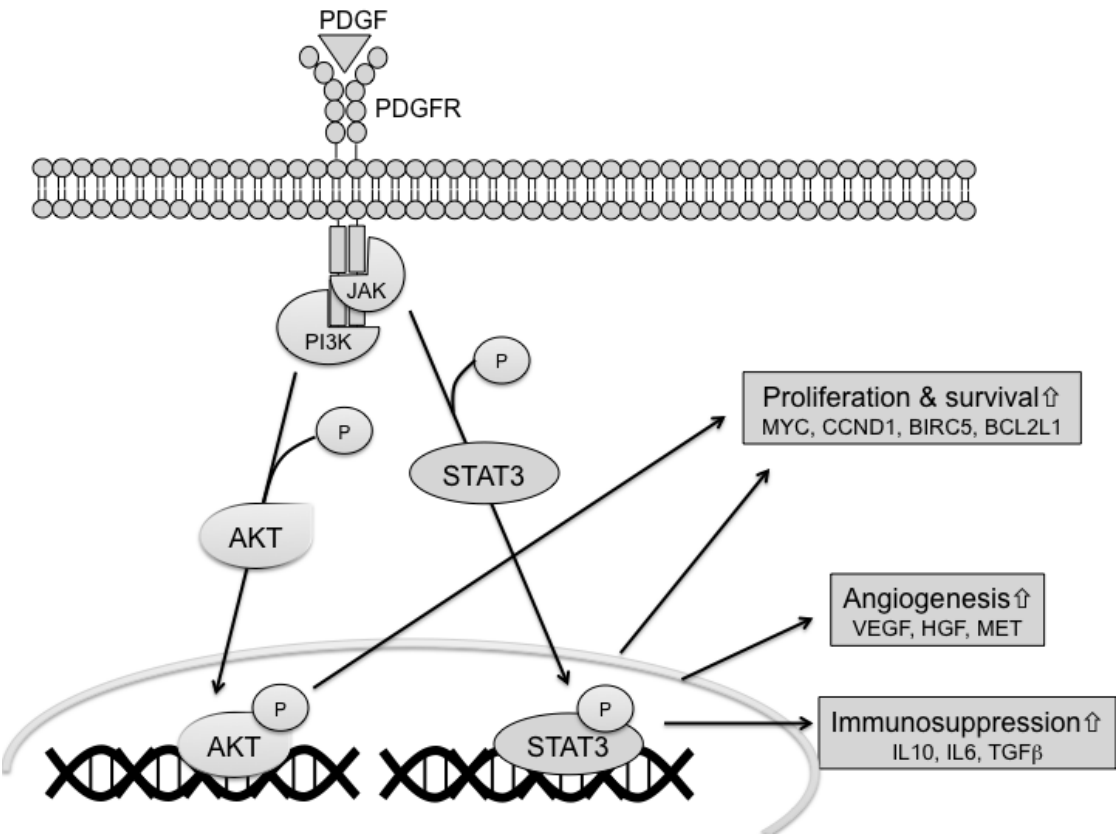 PDGF
PDGFR
JAK
PI3K
P
P
Proliferation & survival⇧
MYC, CCND1, BIRC5, BCL2L1
STAT3
AKT
Angiogenesis⇧
VEGF, HGF, MET
P
P
AKT
STAT3
Immunosuppression⇧
IL10, IL6, TGFβ